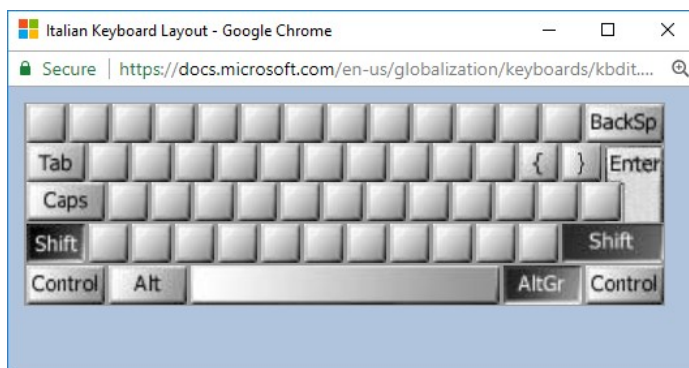 Italian Keyboard Layout - Google Chrome
Secure | https://docs.microsoft.com/en-us/globalization/keyboards/kbdit....
BackSp
Tab { } Enter
Caps
Shift Shift
Control Alt AltGr Control